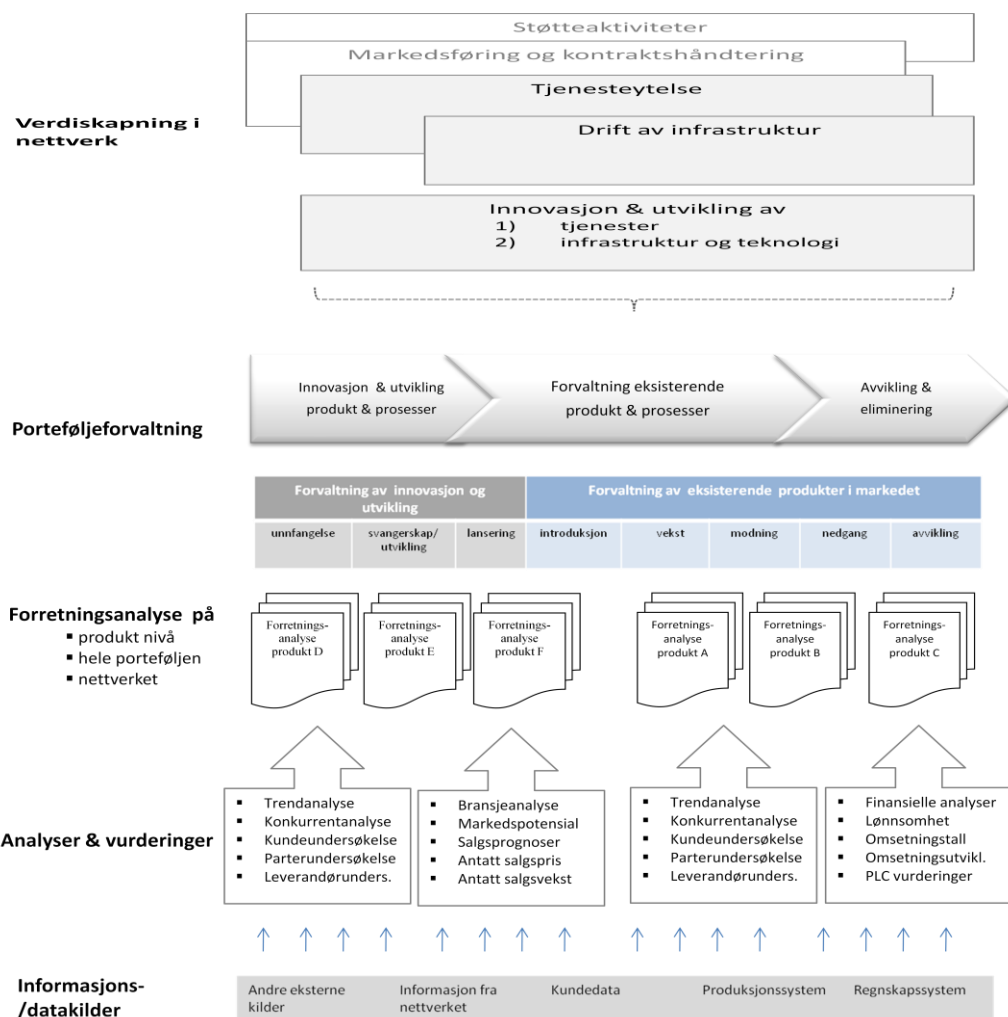 Støtteaktiviteter
Markedsføring og kontraktshåndtering
Tjenesteytelse
Drift av infrastruktur
Verdiskapning i
nettverk
Innovasjon & utvikling av
1) tjenester
2) infrastruktur og teknologi
Innovasjon & utvikling
produkt & prosesser
Forvaltning eksisterende
produkt & prosesser
Avvikling &
eliminering
Porteføljeforvaltning
Forvaltning av innovasjon og
utvikling
Forvaltning av eksisterende produkter i markedet
unnfangelse
svangerskap/
utvikling
lansering
introduksjon
vekst
modning
nedgang
avvikling
Forretningsanalyse på
▪ produkt nivå
▪ hele porteføljen
▪ nettverket
Forretnings-
analyse
produkt D
Forretnings-
analyse
produkt E
Forretnings-
analyse
produkt F
Forretnings-
analyse
produkt A
Forretnings-
analyse
produkt B
Forretnings-
analyse
produkt C
Analyser & vurderinger
▪ Trendanalyse
▪ Konkurrentanalyse
▪ Kundeundersøkelse
▪ Parterundersøkelse
▪ Leverandørunders.
▪ Bransjeanalyse
▪ Markedspotensial
▪ Salgsprognoser
▪ Antatt salgspris
▪ Antatt salgsvekst
▪ Trendanalyse
▪ Konkurrentanalyse
▪ Kundeundersøkelse
▪ Parterundersøkelse
▪ Leverandørunders.
▪ Finansielle analyser
▪ Lønnsomhet
▪ Omsetningstall
▪ Omsetningsutvikl.
▪ PLC vurderinger
Informasjons-
/datakilder
Andre eksterne
kilder
Informasjon fra
nettverket
Kundedata
Produksjonssystem
Regnskapssystem